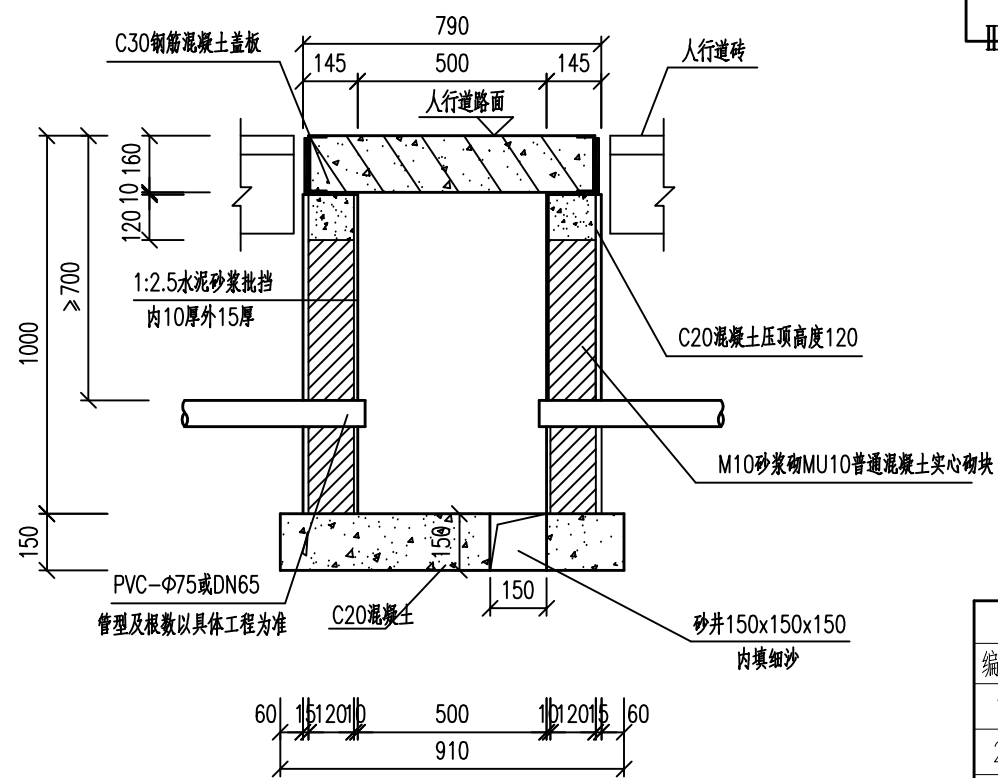 790
C30钢筋混凝土盖板
145
500
145
人行道砖
人行道路面
160
10
120
≥700
1000
1:2.5水泥砂浆批挡
内10厚外15厚
C20混凝土压顶高度120
M10砂浆砌MU10普通混凝土实心砌块
150
150
150
PVC-Φ75或DN65
管型及根数以具体工程为准
C20混凝土
砂井150x150x150
内填细沙
编
2
60 15 120 10 500 10 120 15 60
910